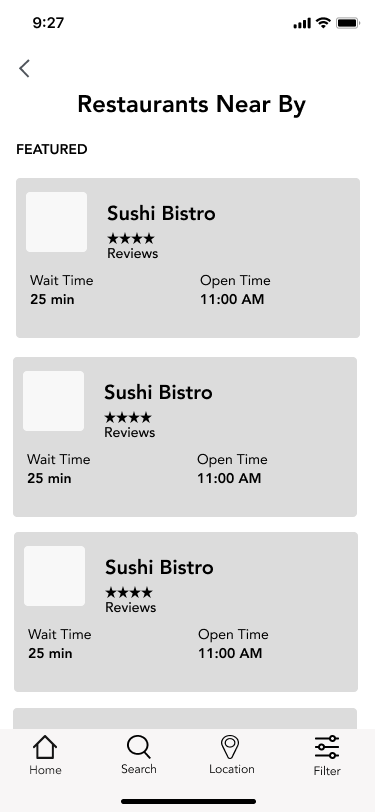 9:27
Restaurants Near By
FEATURED
Sushi Bistro
★★★★
Reviews
Wait Time Open Time
25 min 11:00 AM
Sushi Bistro
★★★★
Reviews
Wait Time Open Time
25 min 11:00 AM
Sushi Bistro
★★★★
Reviews
Wait Time Open Time
25 min 11:00 AM
Home Search Location Filter